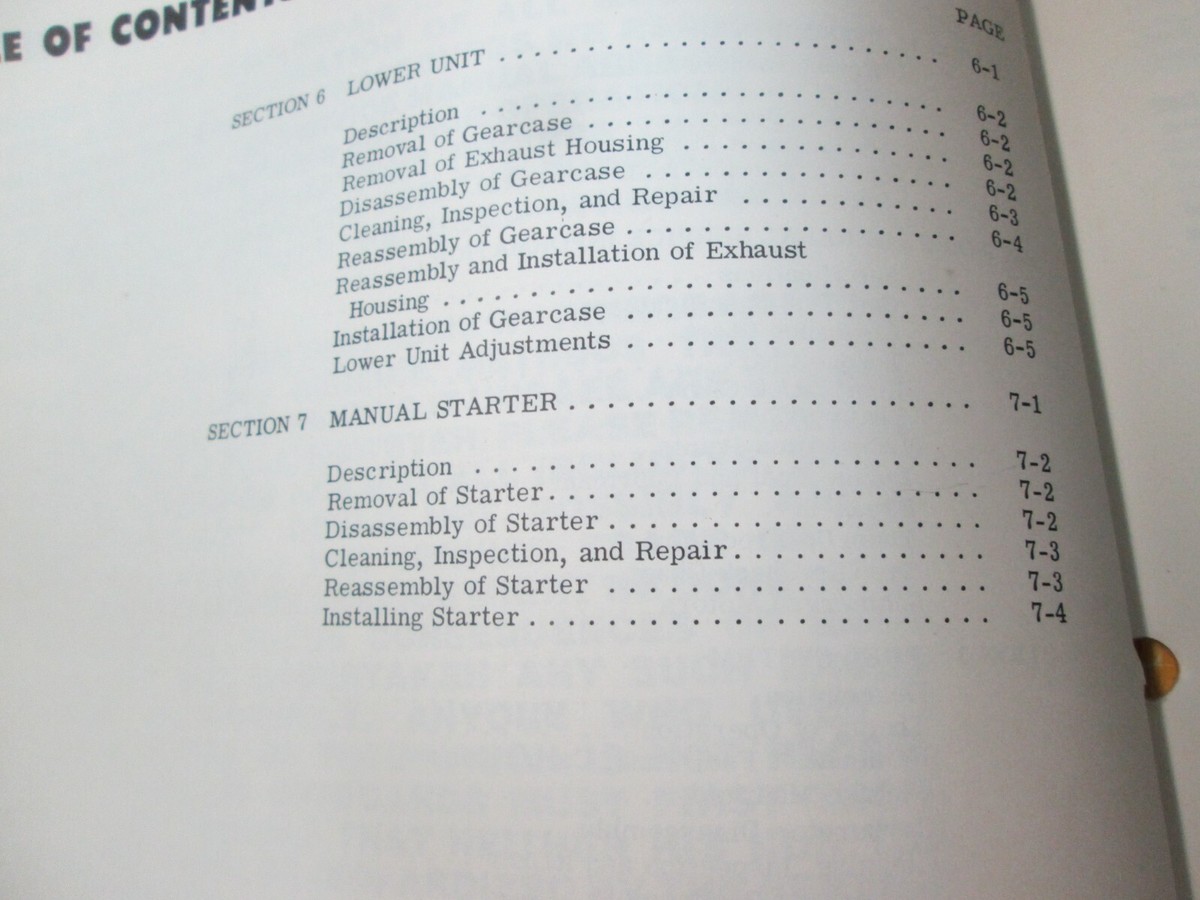 OF CONTENT
PAGE
SECTION 6 LOWER UNIT . . . . . . . . . . . . . . . . . . . . . . . . 6-1
Description . . . . . . . . . . . . . . . . . . . . . . . . . 6-2
Removal of Gearcase . . . . . . . . . . . . . . . . . . . 6-2
Removal of Exhaust Housing . . . . . . . . . . . . . . 6-2
Disassembly of Gearcase . . . . . . . . . . . . . . . . 6-2
Cleaning, Inspection, and Repair . . . . . . . . . . . 6-3
Reassembly of Gearcase . . . . . . . . . . . . . . . . . 6-4
Reassembly and Installation of Exhaust
Housing . . . . . . . . . . . . . . . . . . . . . . . . . . . 6-5
Installation of Gearcase . . . . . . . . . . . . . . . . . 6-5
Lower Unit Adjustments . . . . . . . . . . . . . . . . . 6-5
SECTION 7 MANUAL STARTER . . . . . . . . . . . . . . . . . . . . . 7-1
Description . . . . . . . . . . . . . . . . . . . . . . . . . . 7-2
Removal of Starter. . . . . . . . . . . . . . . . . . . . . . 7-2
Disassembly of Starter . . . . . . . . . . . . . . . . . . . 7-2
Cleaning, Inspection, and Repair. . . . . . . . . . . . . 7-3
Reassembly of Starter . . . . . . . . . . . . . . . . . . . 7-3
Installing Starter . . . . . . . . . . . . . . . . . . . . . . . 7-4